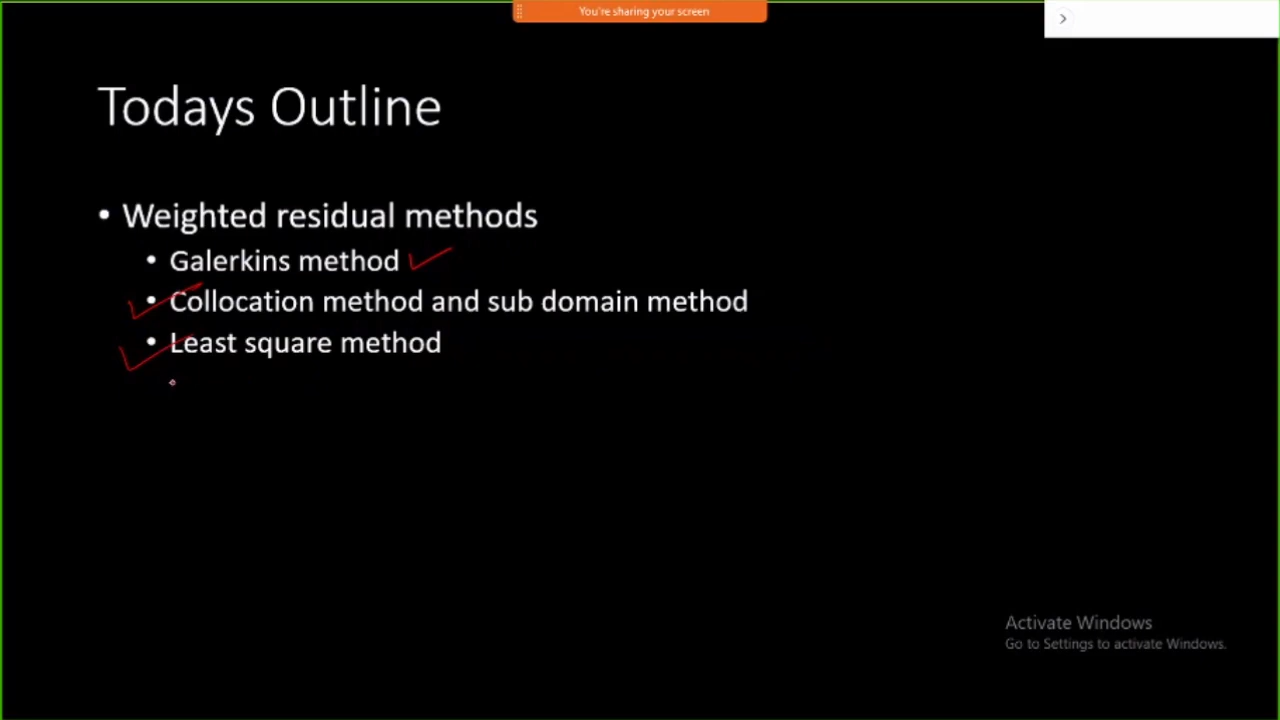 You're sharing your screen
Todays Outline
• Weighted residual methods
• Galerkins method
• Collocation method and sub domain method
• Least square method
Activate Windows
Go to Settings to activate Windows.